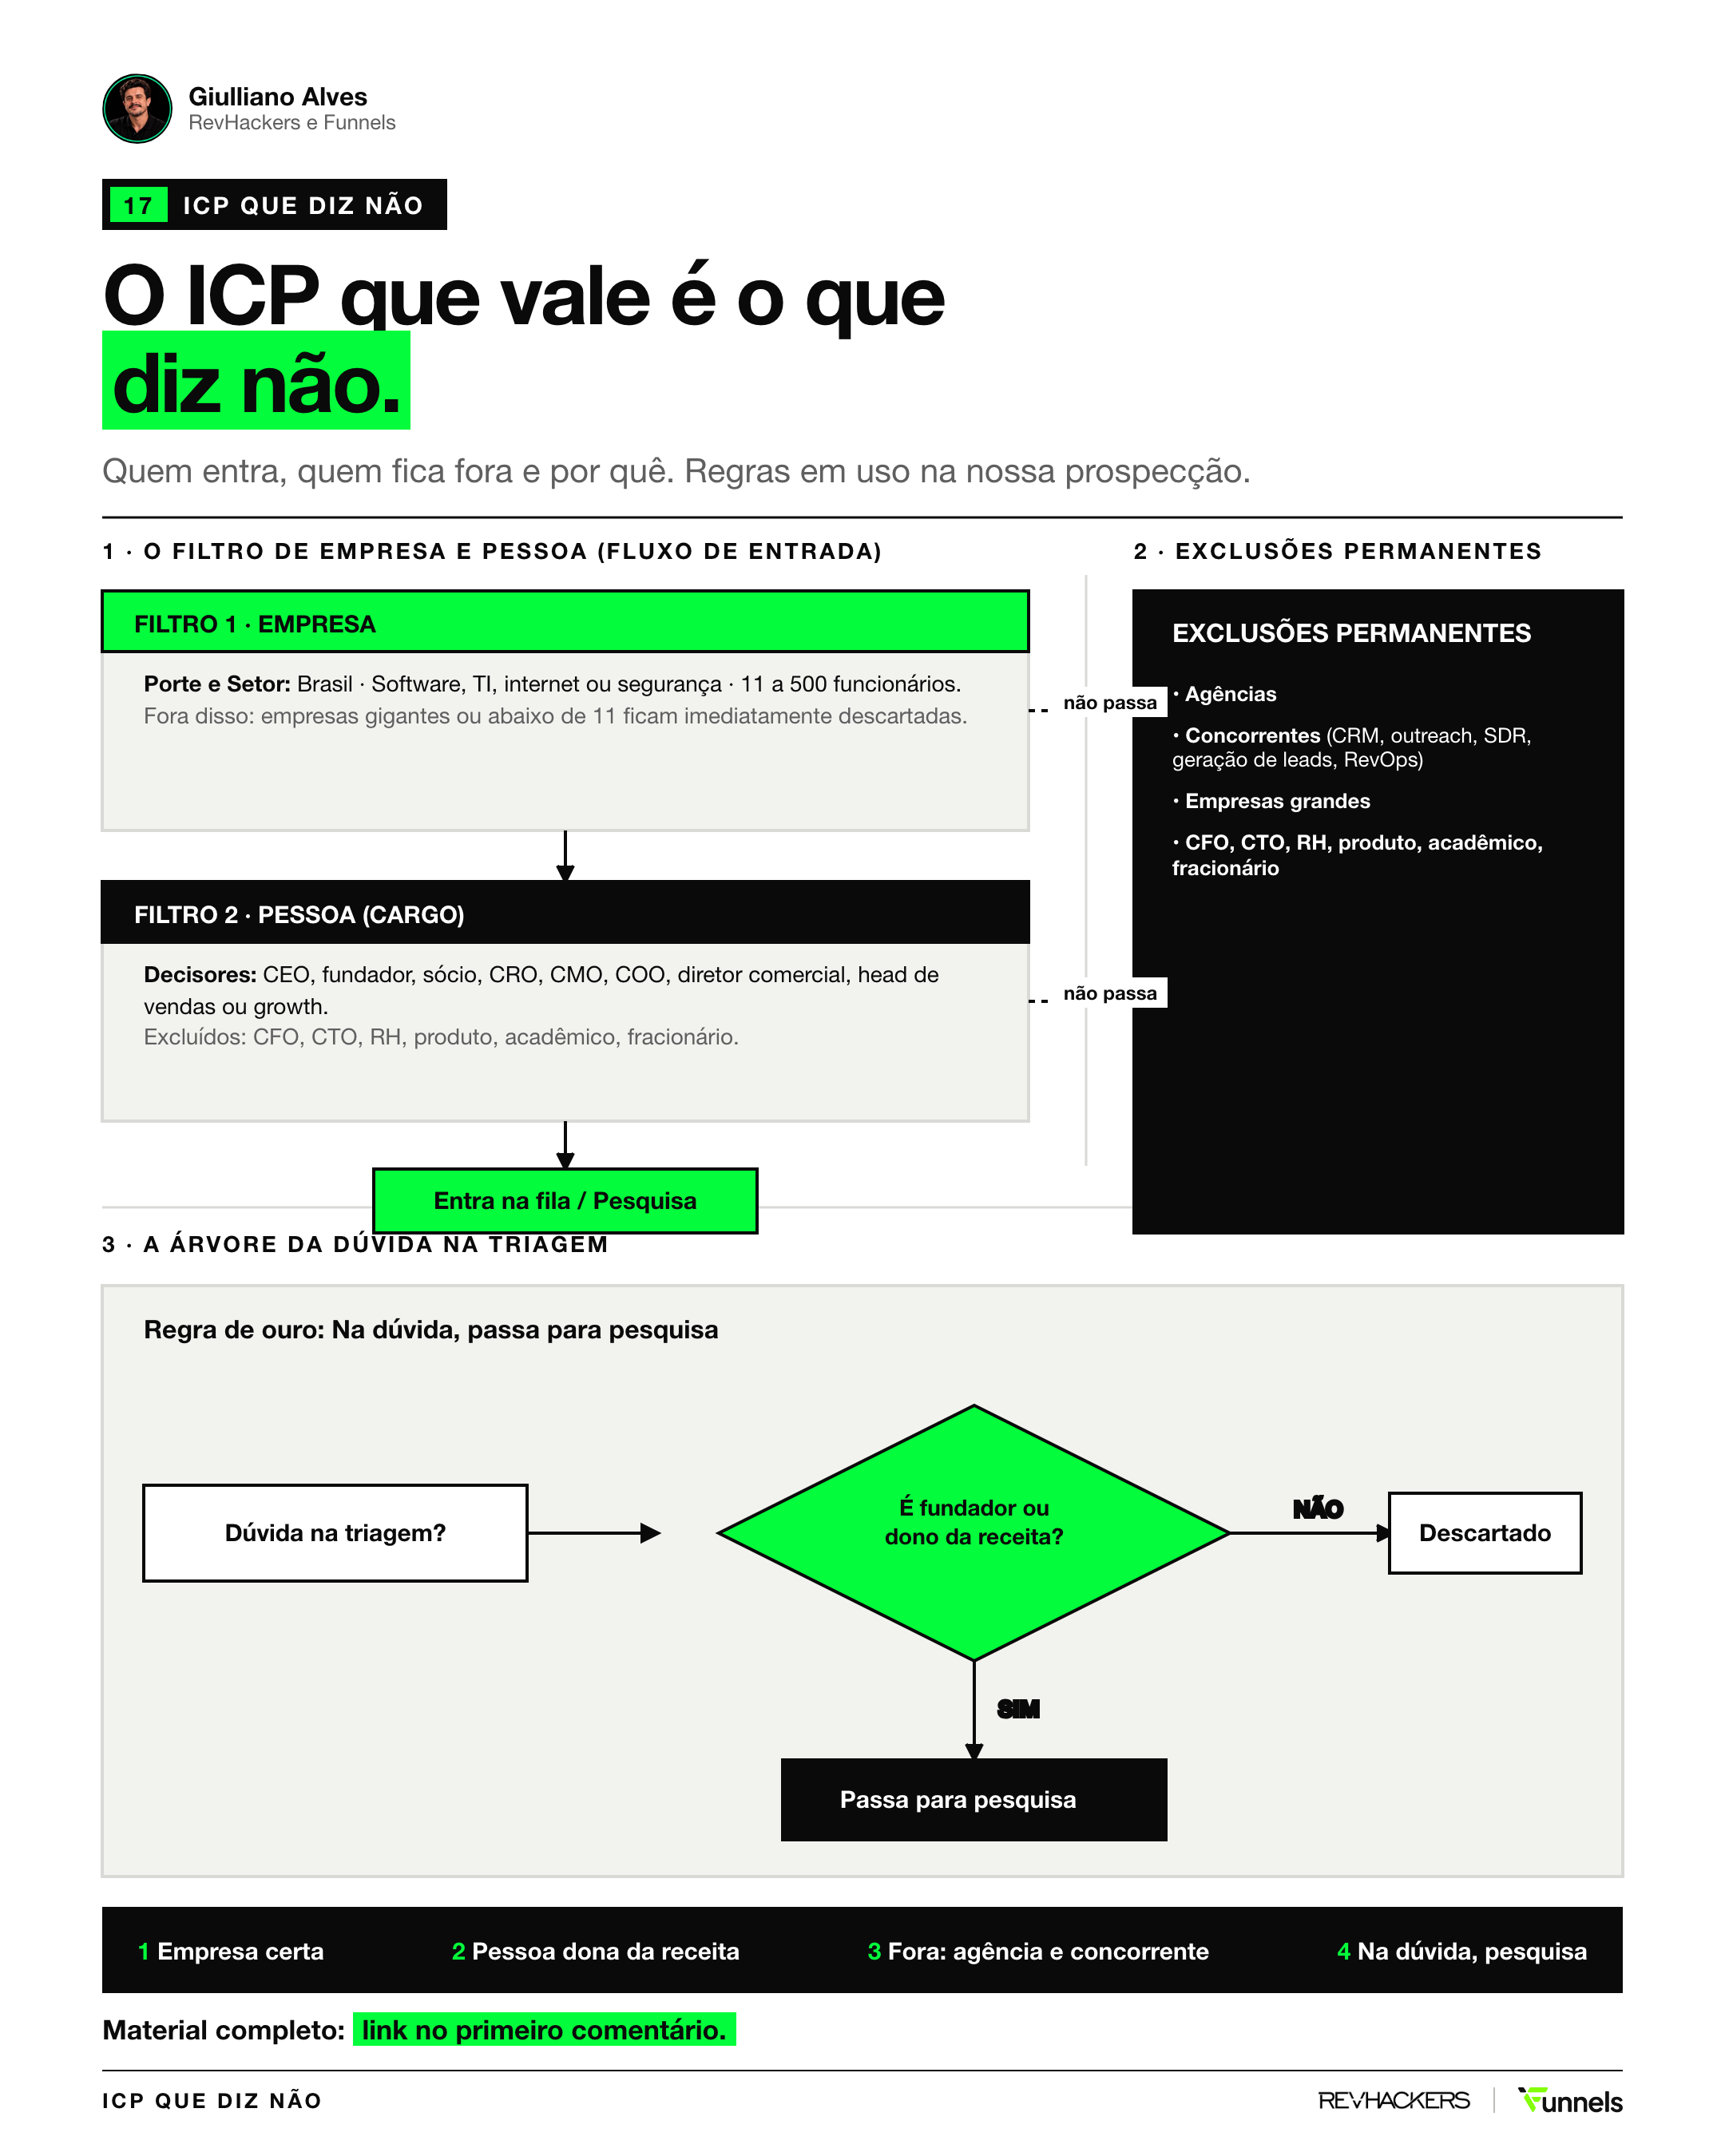 Giulliano Alves
RevHackers e Funnels
17 ICP QUE DIZ NÃO
O ICP que vale é o que
diz não.
Quem entra, quem fica fora e por quê. Regras em uso na nossa prospecção.
1 · O FILTRO DE EMPRESA E PESSOA (FLUXO DE ENTRADA)
FILTRO 1 · EMPRESA
Porte e Setor: Brasil · Software, TI, internet ou segurança · 11 a 500 funcionários.
Fora disso: empresas gigantes ou abaixo de 11 ficam imediatamente descartadas.
não passa
FILTRO 2 · PESSOA (CARGO)
Decisores: CEO, fundador, sócio, CRO, CMO, COO, diretor comercial, head de
vendas ou growth.
Excluídos: CFO, CTO, RH, produto, acadêmico, fracionário.
não passa
Entra na fila / Pesquisa
2 · EXCLUSÕES PERMANENTES
EXCLUSÕES PERMANENTES
· Agências
· Concorrentes (CRM, outreach, SDR,
geração de leads, RevOps)
· Empresas grandes
· CFO, CTO, RH, produto, acadêmico,
fracionário
3 · A ÁRVORE DA DÚVIDA NA TRIAGEM
Regra de ouro: Na dúvida, passa para pesquisa
Dúvida na triagem?
É fundador ou
dono da receita?
NÃO
Descartado
SIM
Passa para pesquisa
1 Empresa certa
2 Pessoa dona da receita
3 Fora: agência e concorrente
4 Na dúvida, pesquisa
Material completo: link no primeiro comentário.
ICP QUE DIZ NÃO
REVHACKERS
Funnels